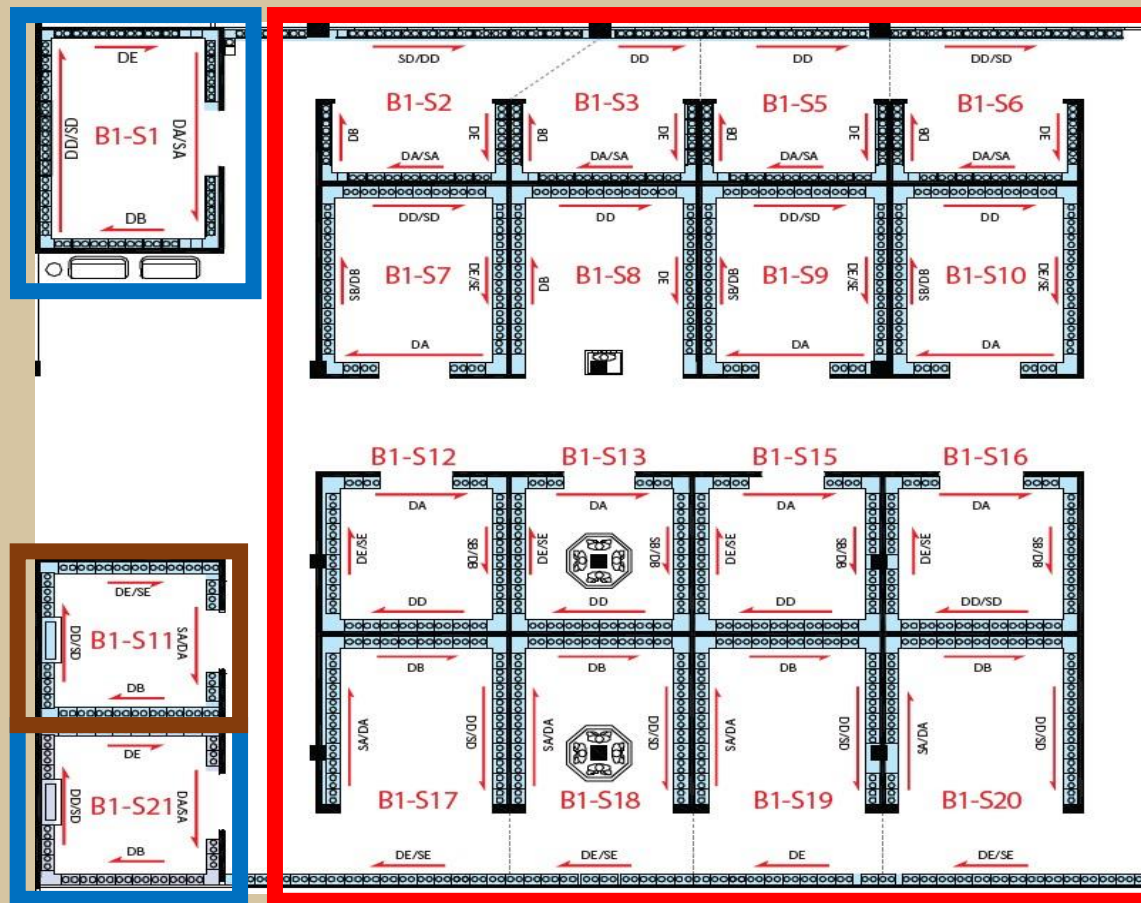 DE
DD/SD
B1-S1
DA/SA
DB
SD/DD
DD
DD
DD/SD
B1-S2
B1-S3
B1-S5
B1-S6
DB
DE
DB
DE
DB
DE
DB
DE
DA/SA
DA/SA
DA/SA
DA/SA
DD/SD
DD
DD/SD
DD
SB/DB
B1-S7
DE/SE
DB
B1-S8
DE
SB/DB
B1-S9
DE/SE
SB/DB
B1-S10
DE/SE
DA
DA
DA
B1-S12
B1-S13
B1-S15
B1-S16
DA
DA
DA
DA
DE/SE
SB/DB
DE/SE
SB/DB
DE/SE
SB/DB
DE/SE
SB/DB
DD
DD
DD
DD/SD
DE/SE
DD/SD
B1-S11
SA/DA
DB
DB
DB
DB
DB
SA/DA
DD/SD
SA/DA
DD/SD
SA/DA
DD/SD
SA/DA
DD/SD
DE
DD/SD
B1-S21
DA/SA
DB
B1-S17
B1-S18
B1-S19
B1-S20
DE/SE
DE/SE
DE
DE/SE